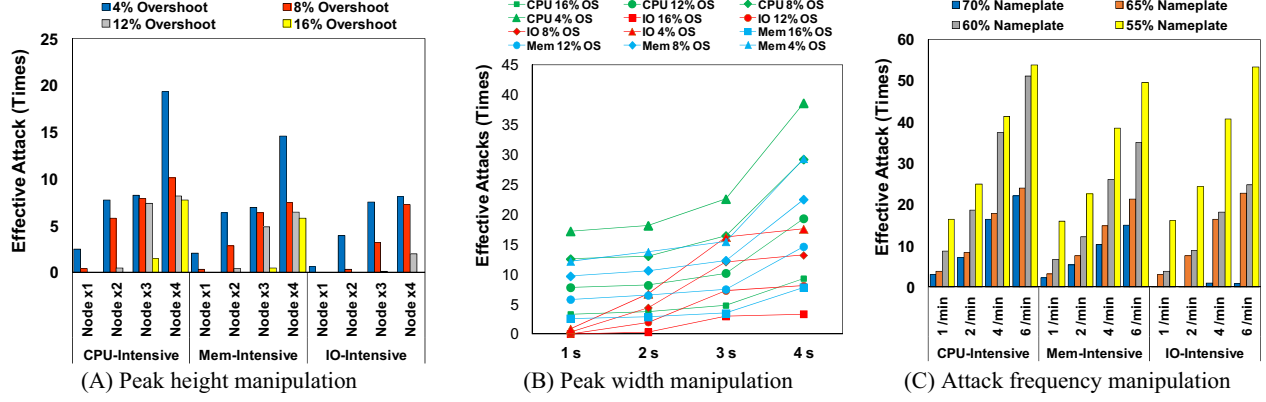 4% Overshoot 8% Overshoot
12% Overshoot 16% Overshoot
Effective Attack (Times)
25
20
15
10
5
0
Node x1 Node x2 Node x3 Node x4 Node x1 Node x2 Node x3 Node x4 Node x1 Node x2 Node x3 Node x4
CPU-Intensive Mem-Intensive IO-Intensive
(A) Peak height manipulation
CPU 16% OS CPU 12% OS CPU 8% OS
CPU 4% OS IO 16% OS IO 12% OS
IO 8% OS IO 4% OS Mem 16% OS
Mem 12% OS Mem 8% OS Mem 4% OS
Effective Attacks (Times)
45
40
35
30
25
20
15
10
5
0
1 s 2 s 3 s 4 s
(B) Peak width manipulation
70% Nameplate 65% Nameplate
60% Nameplate 55% Nameplate
Effective Attack (Times)
60
50
40
30
20
10
0
1 /min 2 /min 4 /min 6 /min 1 /min 2 /min 4 /min 6 /min 1 /min 2 /min 4 /min 6 /min
CPU-Intensive Mem-Intensive IO-Intensive
(C) Attack frequency manipulation